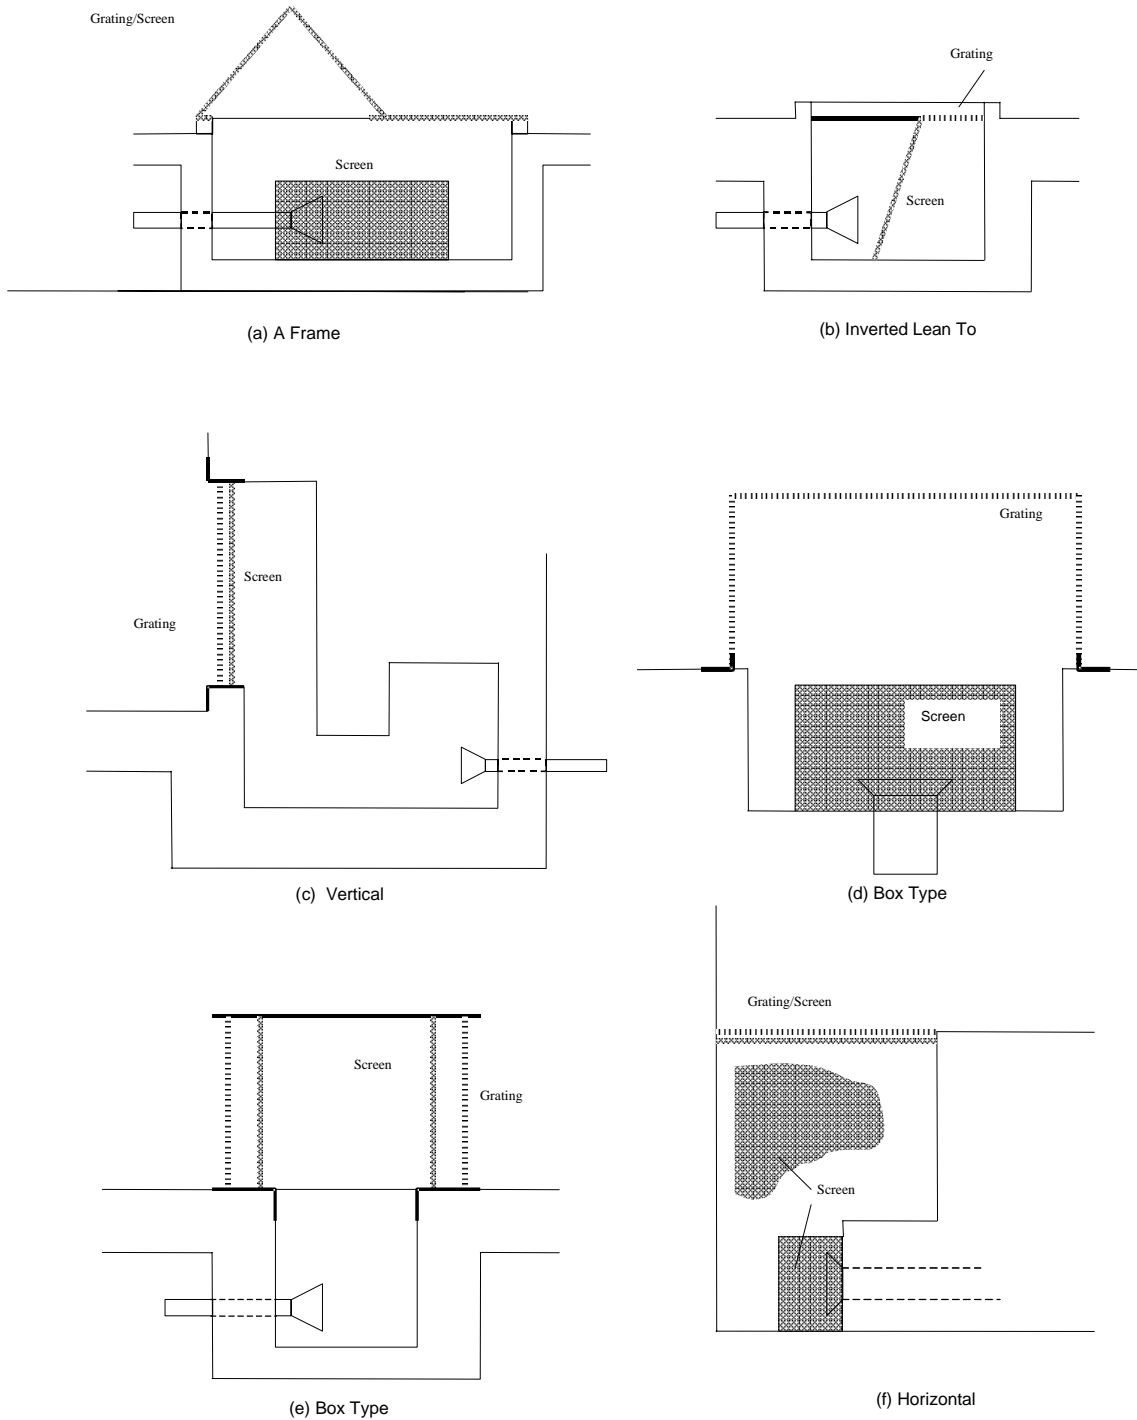 Grating/Screen
Screen
(a) A Frame
Grating
Screen
(b) Inverted Lean To
Screen
Grating
(c) Vertical
Grating
Screen
(d) Box Type
Screen
Grating
(e) Box Type
Grating/Screen
Screen
(f) Horizontal